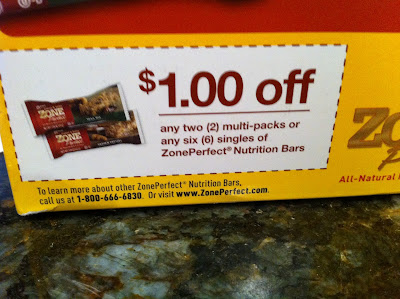 $1.00 off
any two (2) multi-packs or
any six (6) singles of
ZonePerfect® Nutrition Bars
ZONE
ZONE
To learn more about other ZonePerfect® Nutrition Bars,
call us at 1-800-666-6830. Or visit www.ZonePerfect.com.
All-Natural